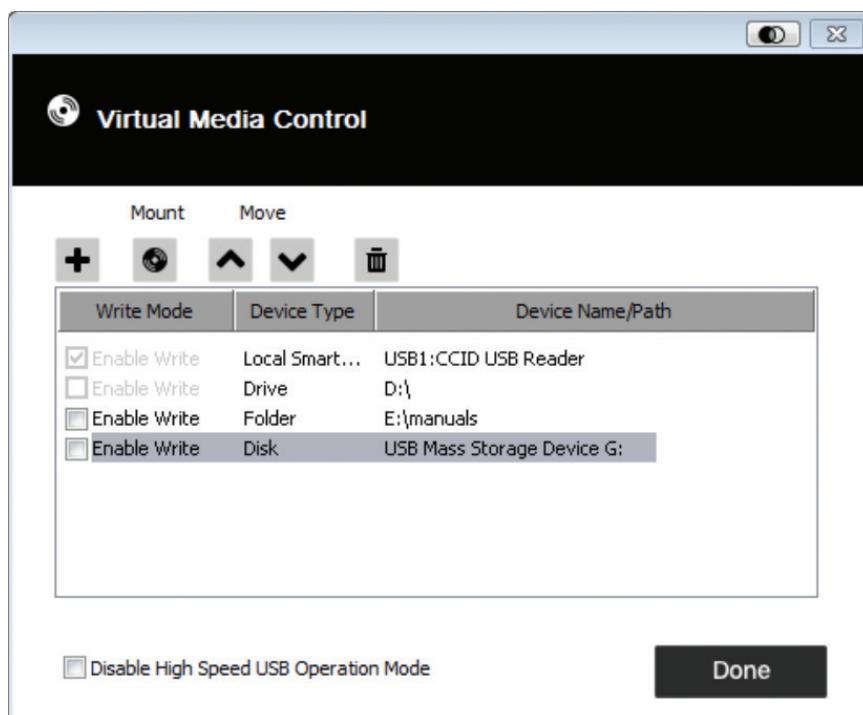 Virtual Media Control
Mount Move
Write Mode Device Type Device Name/Path
Enable Write Local Smart... USB1:CCID USB Reader
Enable Write Drive D:\
Enable Write Folder E:\manuals
Enable Write Disk USB Mass Storage Device G:
Disable High Speed USB Operation Mode
Done